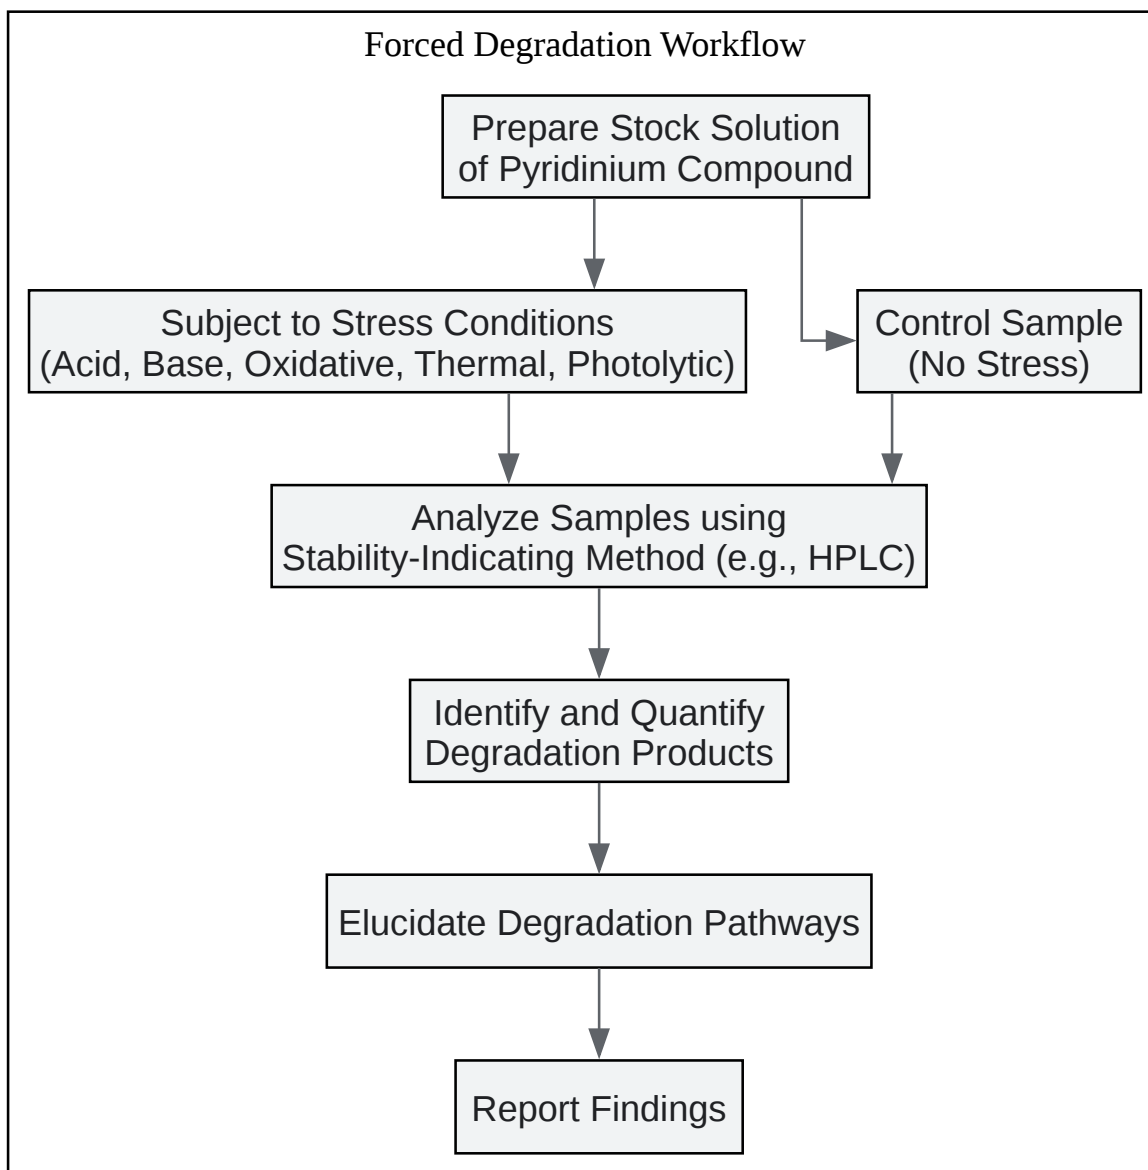 Forced Degradation Workflow
Prepare Stock Solution
of Pyridinium Compound
Subject to Stress Conditions
(Acid, Base, Oxidative, Thermal, Photolytic)
Control Sample
(No Stress)
Analyze Samples using
Stability-Indicating Method (e.g., HPLC)
Identify and Quantify
Degradation Products
Elucidate Degradation Pathways
Report Findings